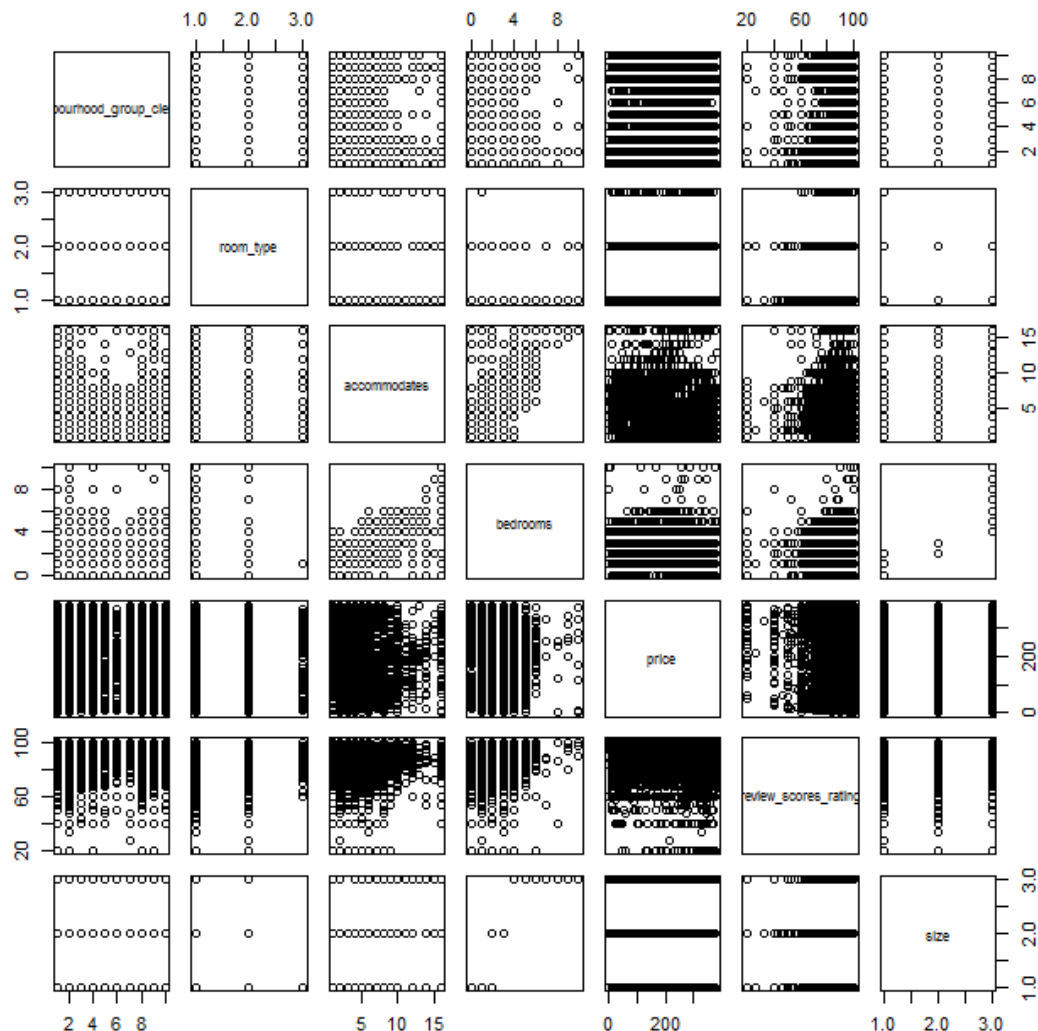 1.0 2.0 3.0 0 4 8 20 60 100
bourhood_group_cle
2 4 6 8
1.0 2.0 3.0
room_type
accommodates
5 10 15
0 4 8
bedrooms
price
0 200
20 60 100
review_scores_rating
size
1.0 2.0 3.0
2 4 6 8 5 10 15 0 200 1.0 2.0 3.0